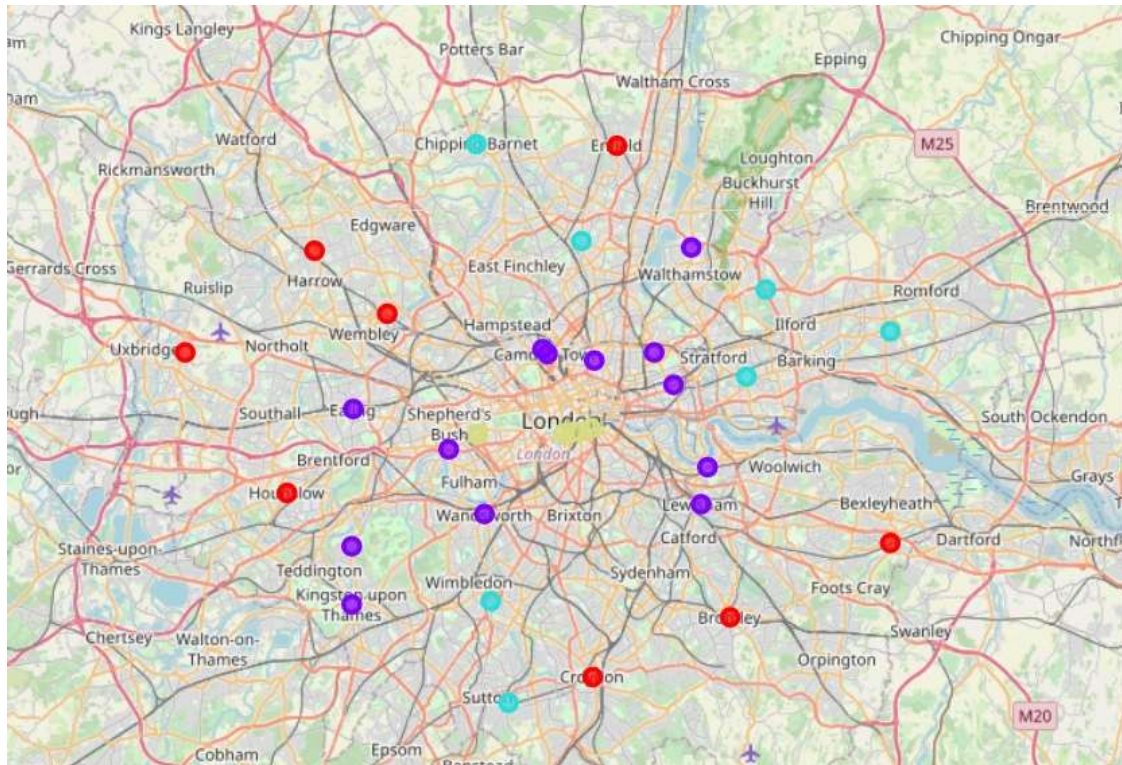 Kings Langley
Chipping Ongar
Potters Bar
Epping
Waltham Cross
Watford
Chipping Barnet
Enfield
M25
Loughton
Rickmansworth
Buckhurst
Hill
Brentwood
Edgware
Gerrards Cross
East Finchley
Walthamstow
Harrow
Ruislip
Romford
Hampstead
Ilford
Wembley
Uxbridge
Northolt
Camden Town
Stratford
Barking
Southall
Ealing
Shepherd's
Bush
London
South Ockendon
London
Brentford
Woolwich
Grays
Fulham
Hounslow
Bexleyheath
Wandsworth
Brixton
Lewisham
Catford
Dartford
Staines-upon-
Thames
Teddington
Sydenham
Wimbledon
Foots Cray
Kingston upon
Thames
Bromley
Swanley
Chertsey
Walton-on-
Thames
Orpington
Croydon
Sutton
M20
Epsom
Cobham